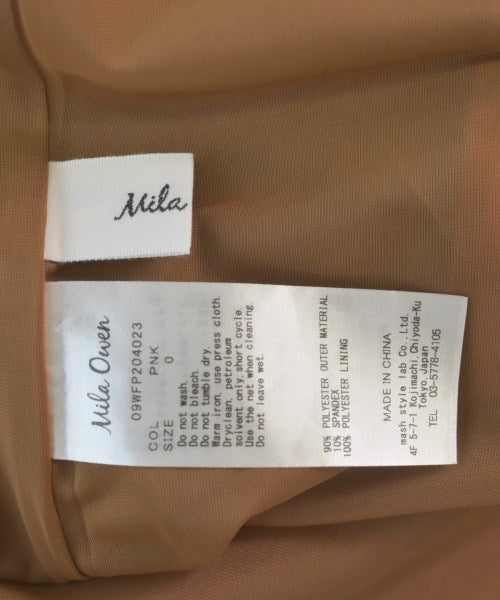 Mila
Mila Owen
09WFP204023
COL PNK
SIZE 0
Do not wash.
Do not bleach.
Do not tumble dry.
Warm iron, use press cloth.
Dryclean, petroleum
solvent only,short cycle.
Use the net when cleaning.
Do not leave wet.
90% POLYESTER OUTER MATERIAL
10% SPANDEX
100% POLYESTER LINING
MADE IN CHINA
mash style lab Co., Ltd.
4F 5-7-1 Kojimachi, Chiyoda-Ku
Tokyo, Japan
TEL 03-5778-4105